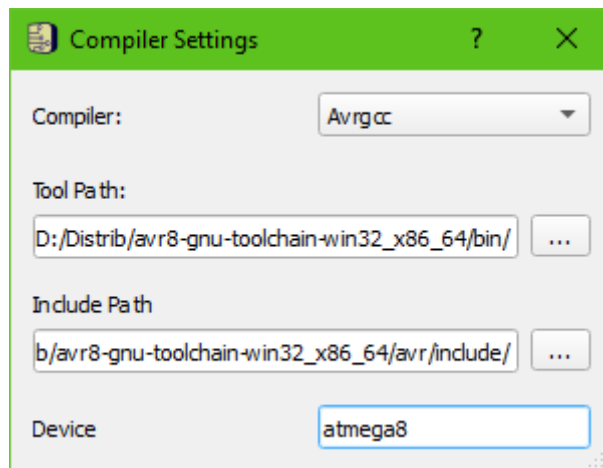 Compiler Settings ?
Compiler: Avrgcc
Tool Path:
D:/Distrib/avr8-gnu-toolchain-win32_x86_64/bin/ ...
Include Path
b/avr8-gnu-toolchain-win32_x86_64/avr/include/ ...
Device atmega8